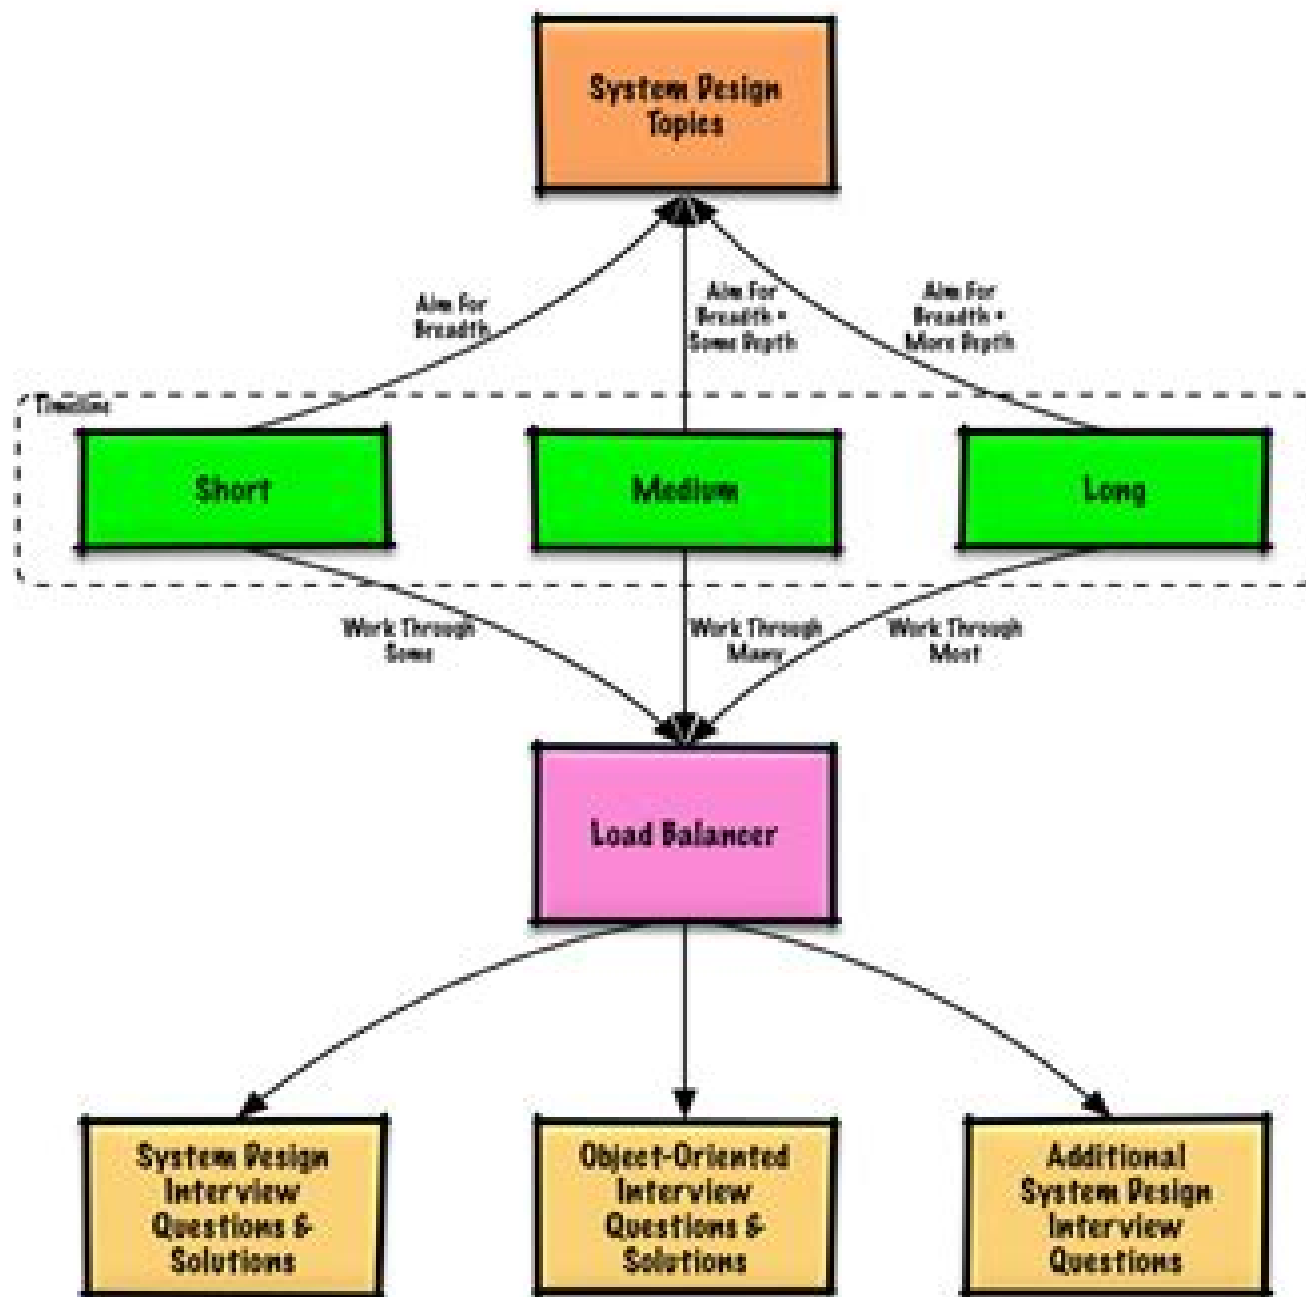 System Design
Topics
Aim For
Breadth
Aim For
Breadth +
Some Depth
Aim For
Breadth +
More Depth
Timeline
Short
Medium
Long
Work Through
Some
Work Through
Many
Work Through
Most
Load Balancer
System Design
Interview
Questions &
Solutions
Object-Oriented
Interview
Questions &
Solutions
Additional
System Design
Interview
Questions